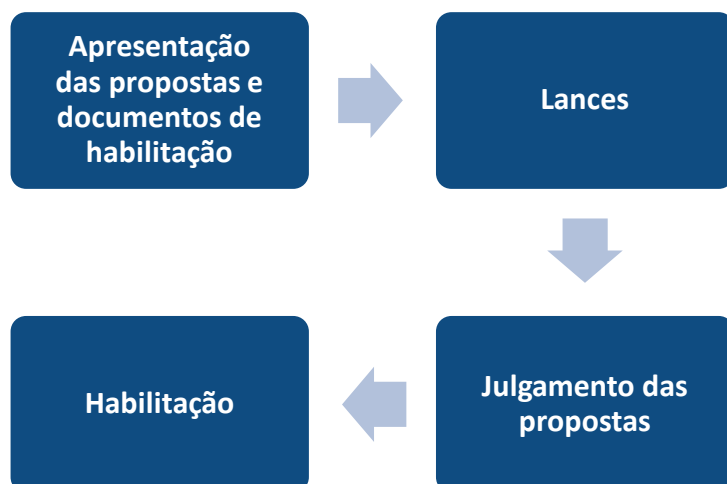 Apresentação
das propostas e
documentos de
habilitação
Lances
Julgamento das
propostas
Habilitação